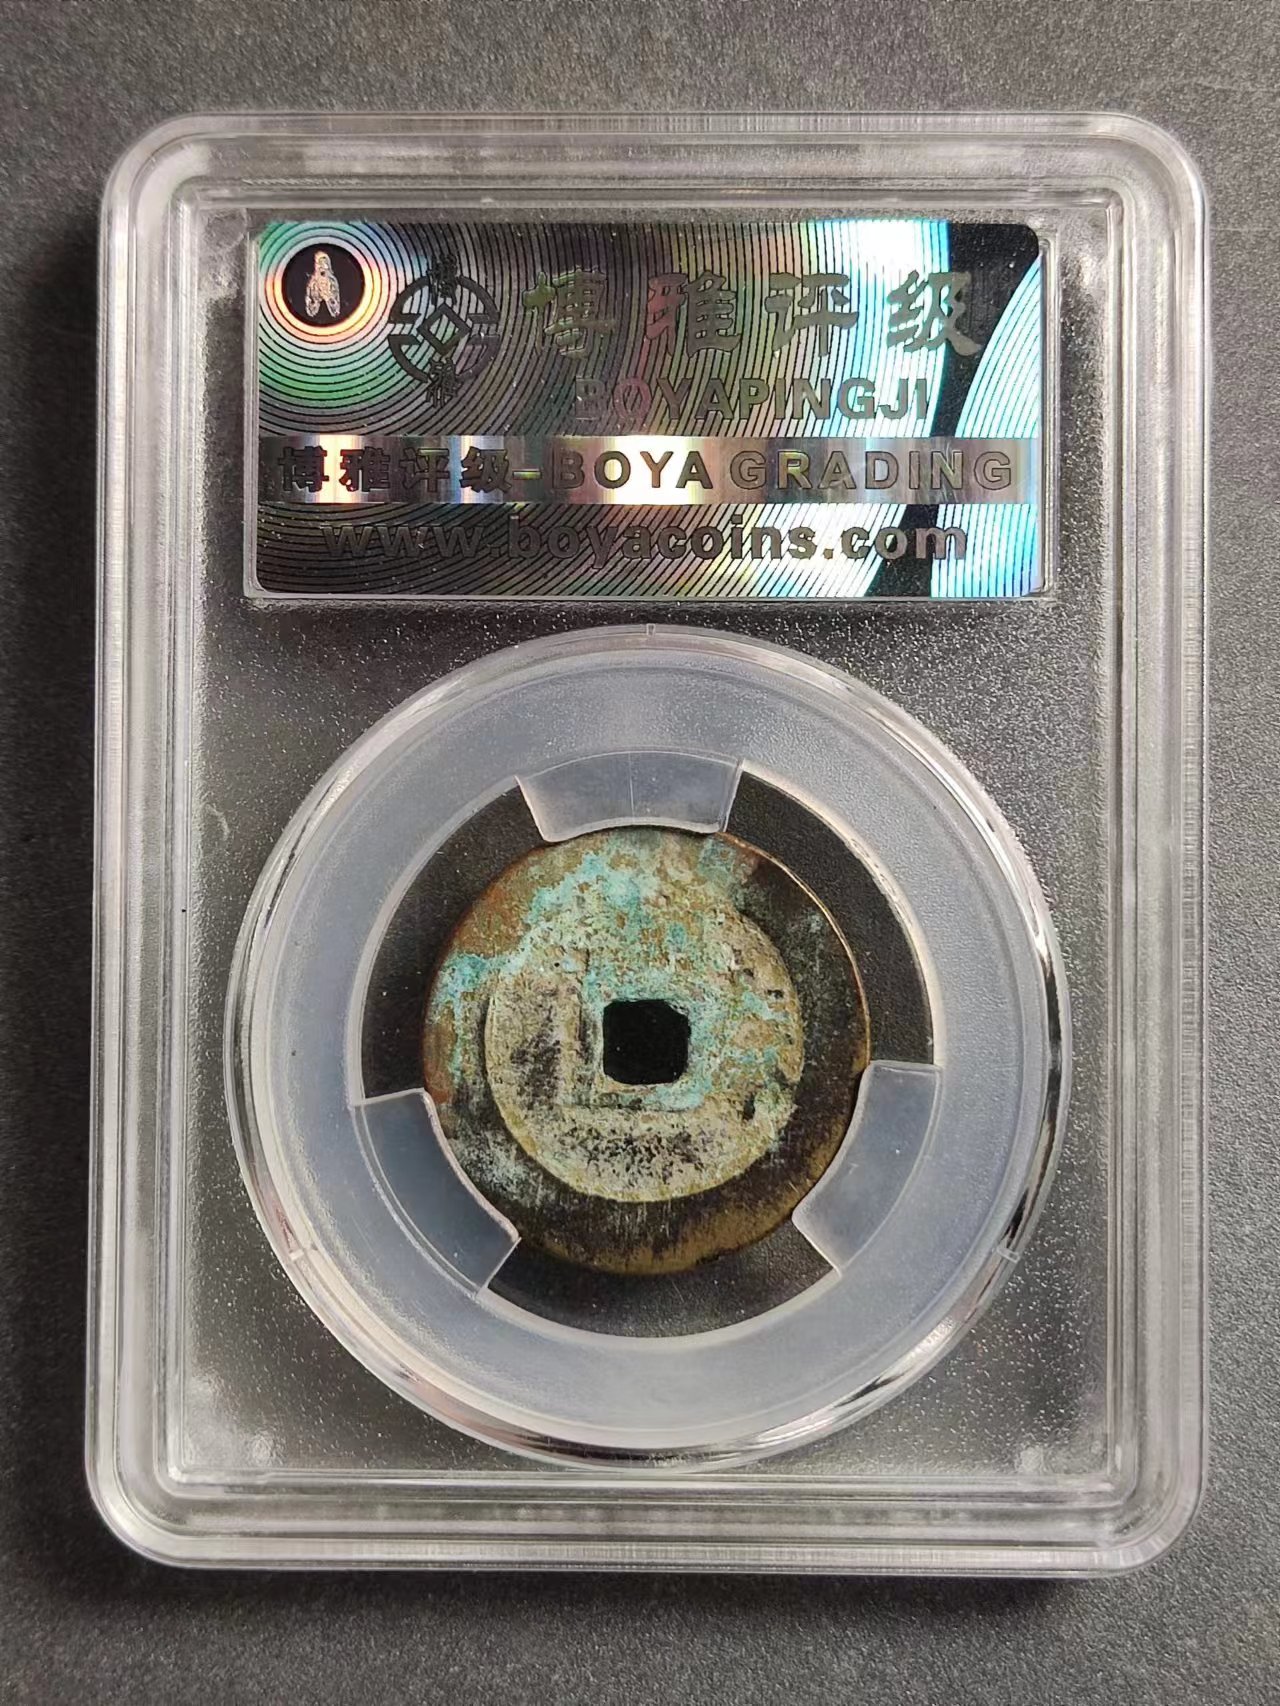 博雅评级
BOYAPINGJI
博雅评级-BOYA GRADING
www.boyacoins.com